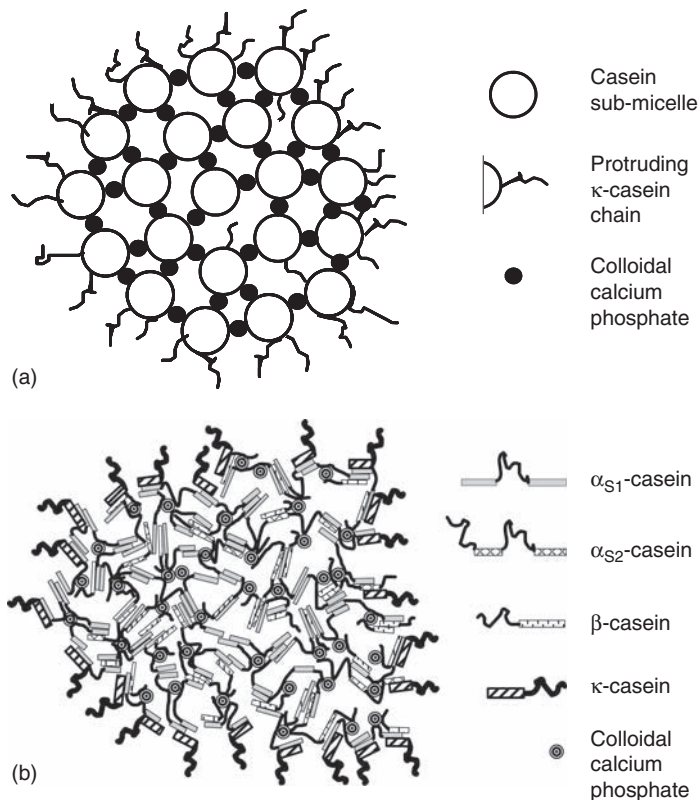 Casein
sub-micelle
Protruding
κ-casein
chain
Colloidal
calcium
phosphate
(a)
αS1-casein
αS2-casein
β-casein
κ-casein
Colloidal
calcium
phosphate
(b)